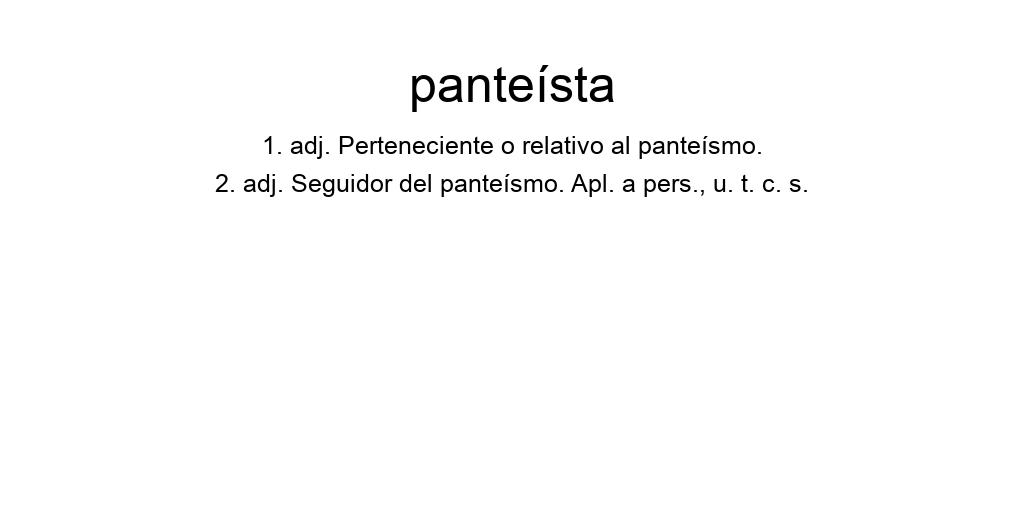 panteísta
1. adj. Perteneciente o relativo al panteísmo.
2. adj. Seguidor del panteísmo. Apl. a pers., u. t. c. s.